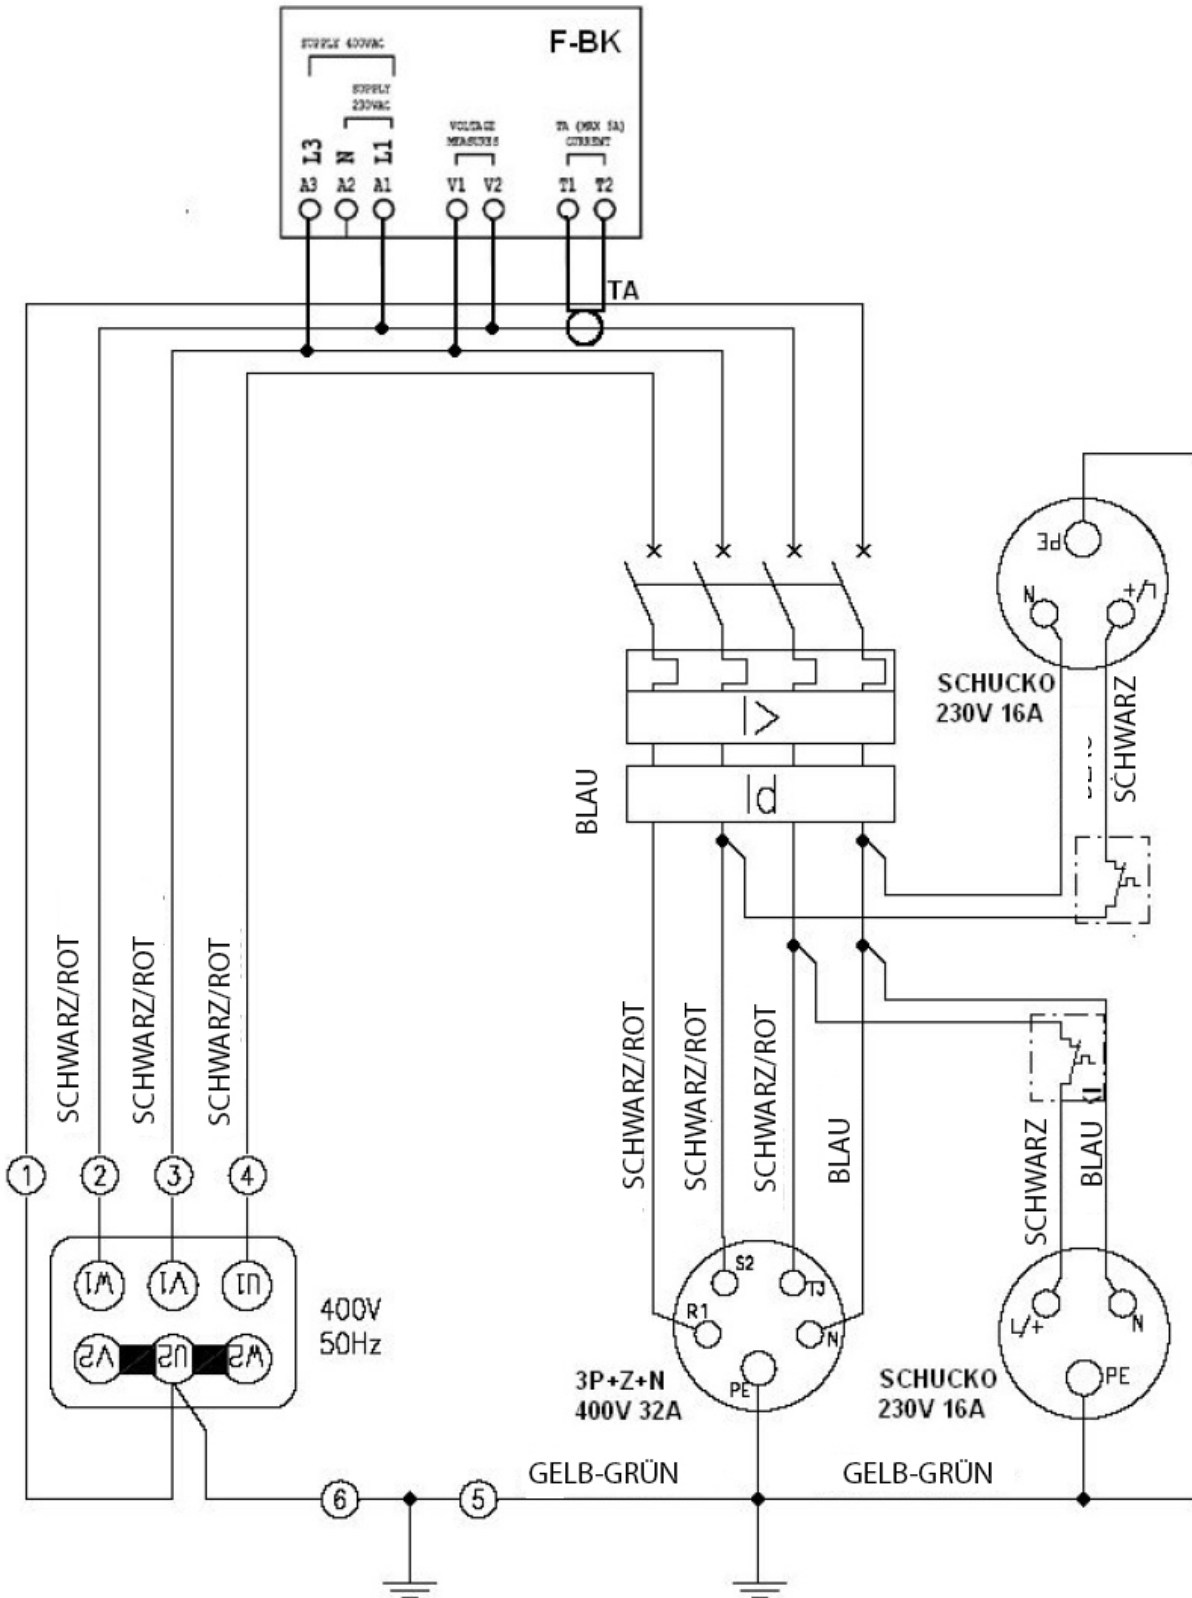 F-BK
SUPPLY 400VAC
SUPPLY
230VAC
VOLTAGE
MEASURES
TA (MAX 5A)
CURRENT
L3
N
L1
A3
A2
A1
V1
V2
T1
T2
TA
PE
N
L/+
SCHUCKO
230V 16A
SCHWARZ
I>
BLAU
Id
SCHWARZ/ROT
SCHWARZ/ROT
SCHWARZ/ROT
SCHWARZ/ROT
SCHWARZ/ROT
SCHWARZ/ROT
BLAU
SCHWARZ
BLAU
1
2
3
4
W1
V1
U1
V2
U2
W2
400V
50Hz
S2
T3
R1
N
PE
3P+Z+N
400V 32A
L/+
N
PE
SCHUCKO
230V 16A
GELB-GRÜN
GELB-GRÜN
6
5